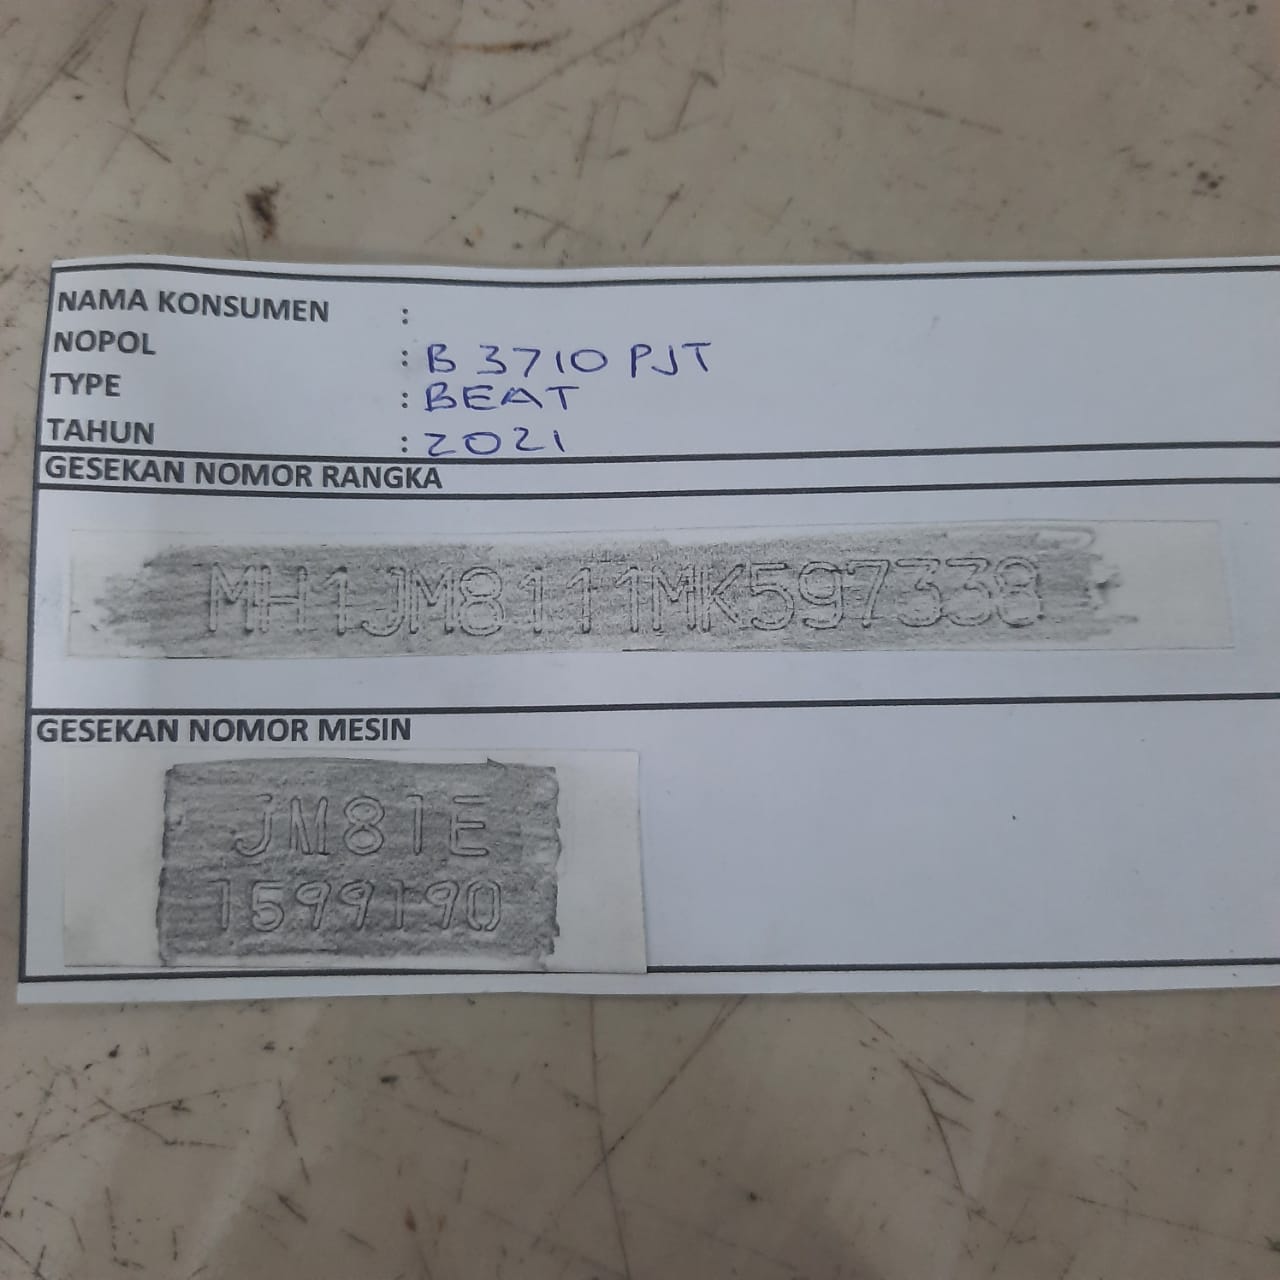 NAMA KONSUMEN :
NOPOL : B 3710 PJT
TYPE : BEAT
TAHUN : 2021
GESEKAN NOMOR RANGKA
MH1JM8111MK597338
GESEKAN NOMOR MESIN
JM81E
1599190